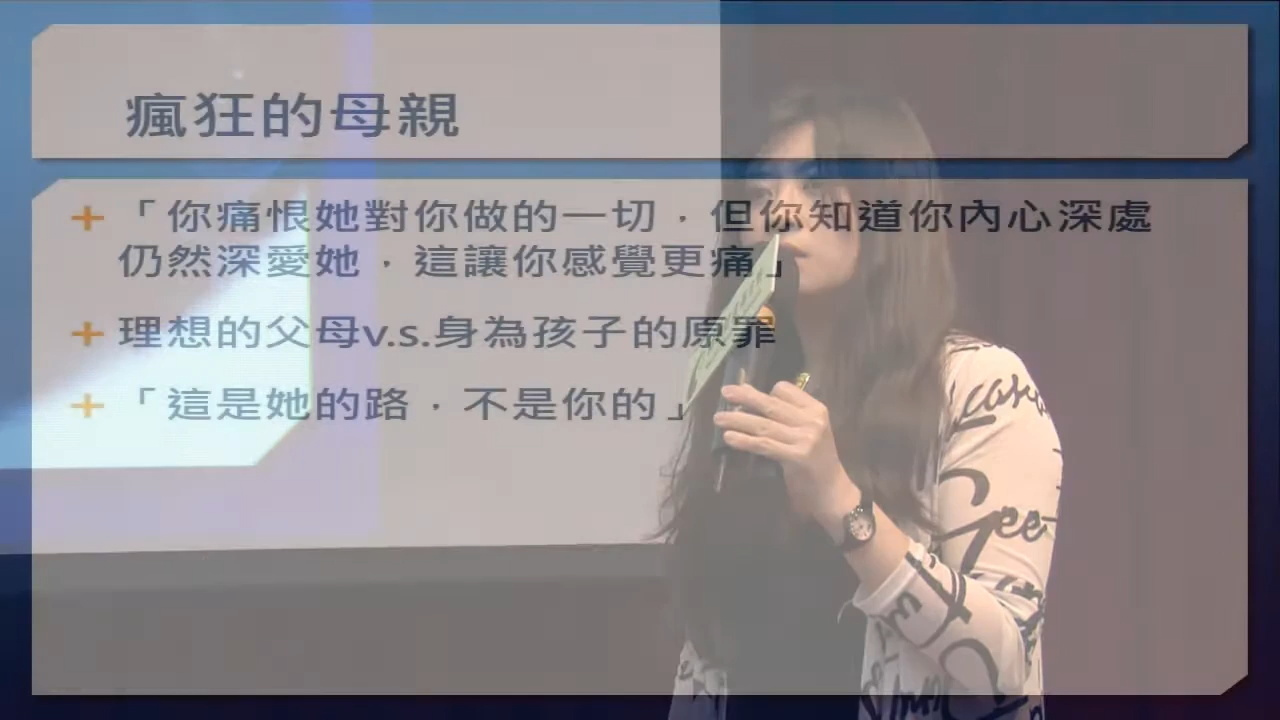 瘋狂的母親
「你痛恨她對你做的一切，但你知道你內心深處
仍然深愛她，這讓你感覺更痛」
理想的父母v.s.身為孩子的原罪
「這是她的路，不是你的」